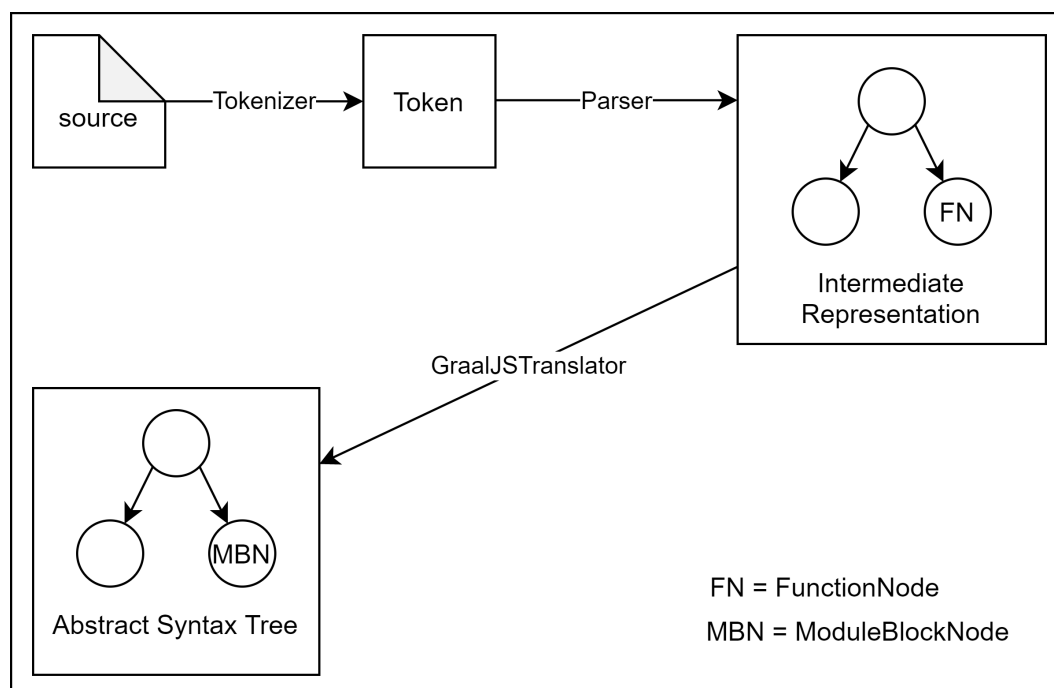 source
Tokenizer
Token
Parser
FN
Intermediate
Representation
GraalJSTranslator
MBN
Abstract Syntax Tree
FN = FunctionNode
MBN = ModuleBlockNode